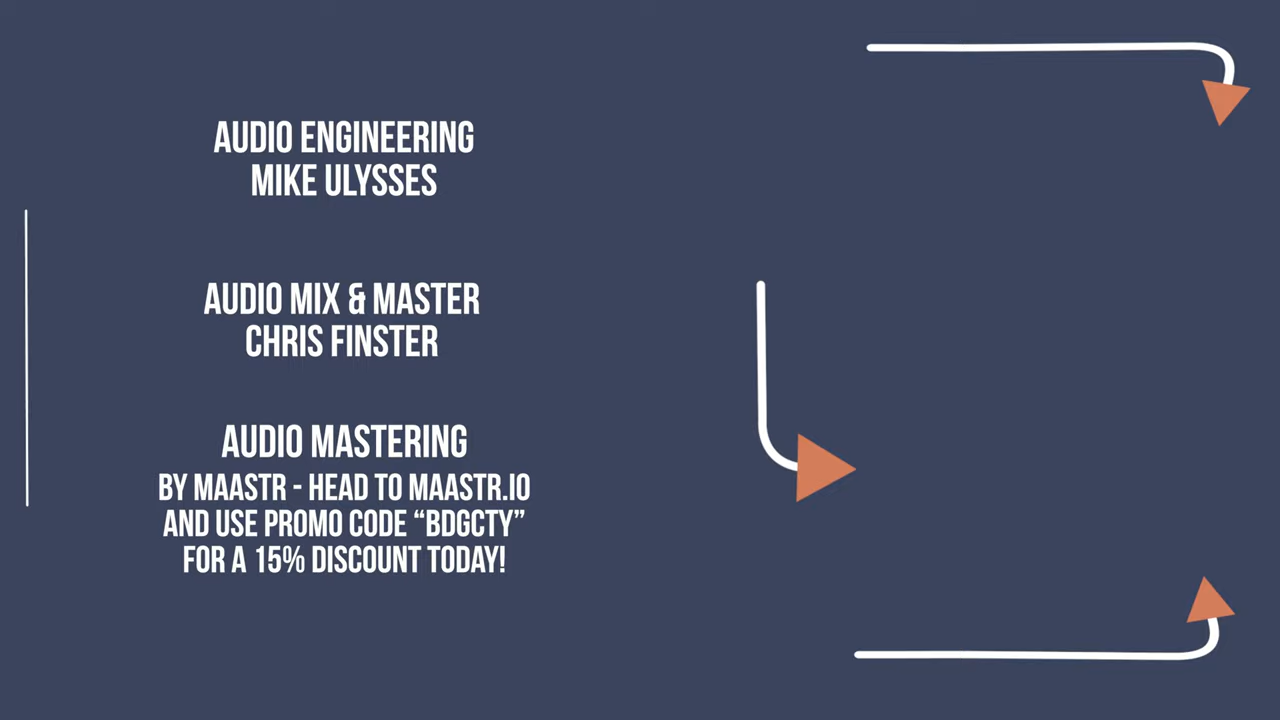 AUDIO ENGINEERING
MIKE ULYSSES
AUDIO MIX & MASTER
CHRIS FINSTER
AUDIO MASTERING
BY MAASTR - HEAD TO MAASTR.IO
AND USE PROMO CODE “BDGCTY”
FOR A 15% DISCOUNT TODAY!